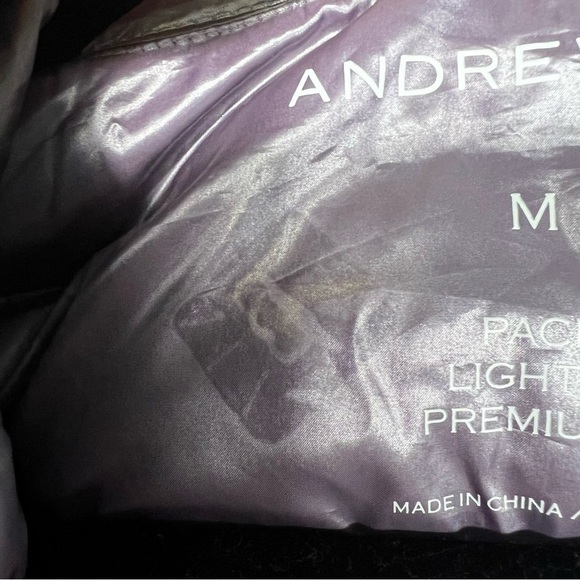 ANDRE
M
PAC
LIGHT
PREMIU
MADE IN CHINA /